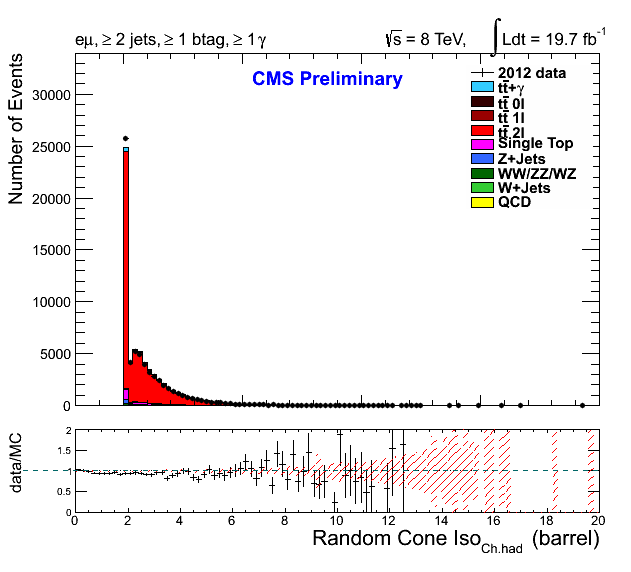 eμ, ≥ 2 jets, ≥ 1 btag, ≥ 1 γ
√s = 8 TeV, ∫ Ldt = 19.7 fb⁻¹
CMS Preliminary
2012 data
tt̄+γ
tt̄ 0l
tt̄ 1l
tt̄ 2l
Single Top
Z+Jets
WW/ZZ/WZ
W+Jets
QCD
Number of Events
30000
25000
20000
15000
10000
5000
0
data/MC
2
1.5
1
0.5
0
0 2 4 6 8 10 12 14 16 18 20
Random Cone Iso_Ch.had (barrel)